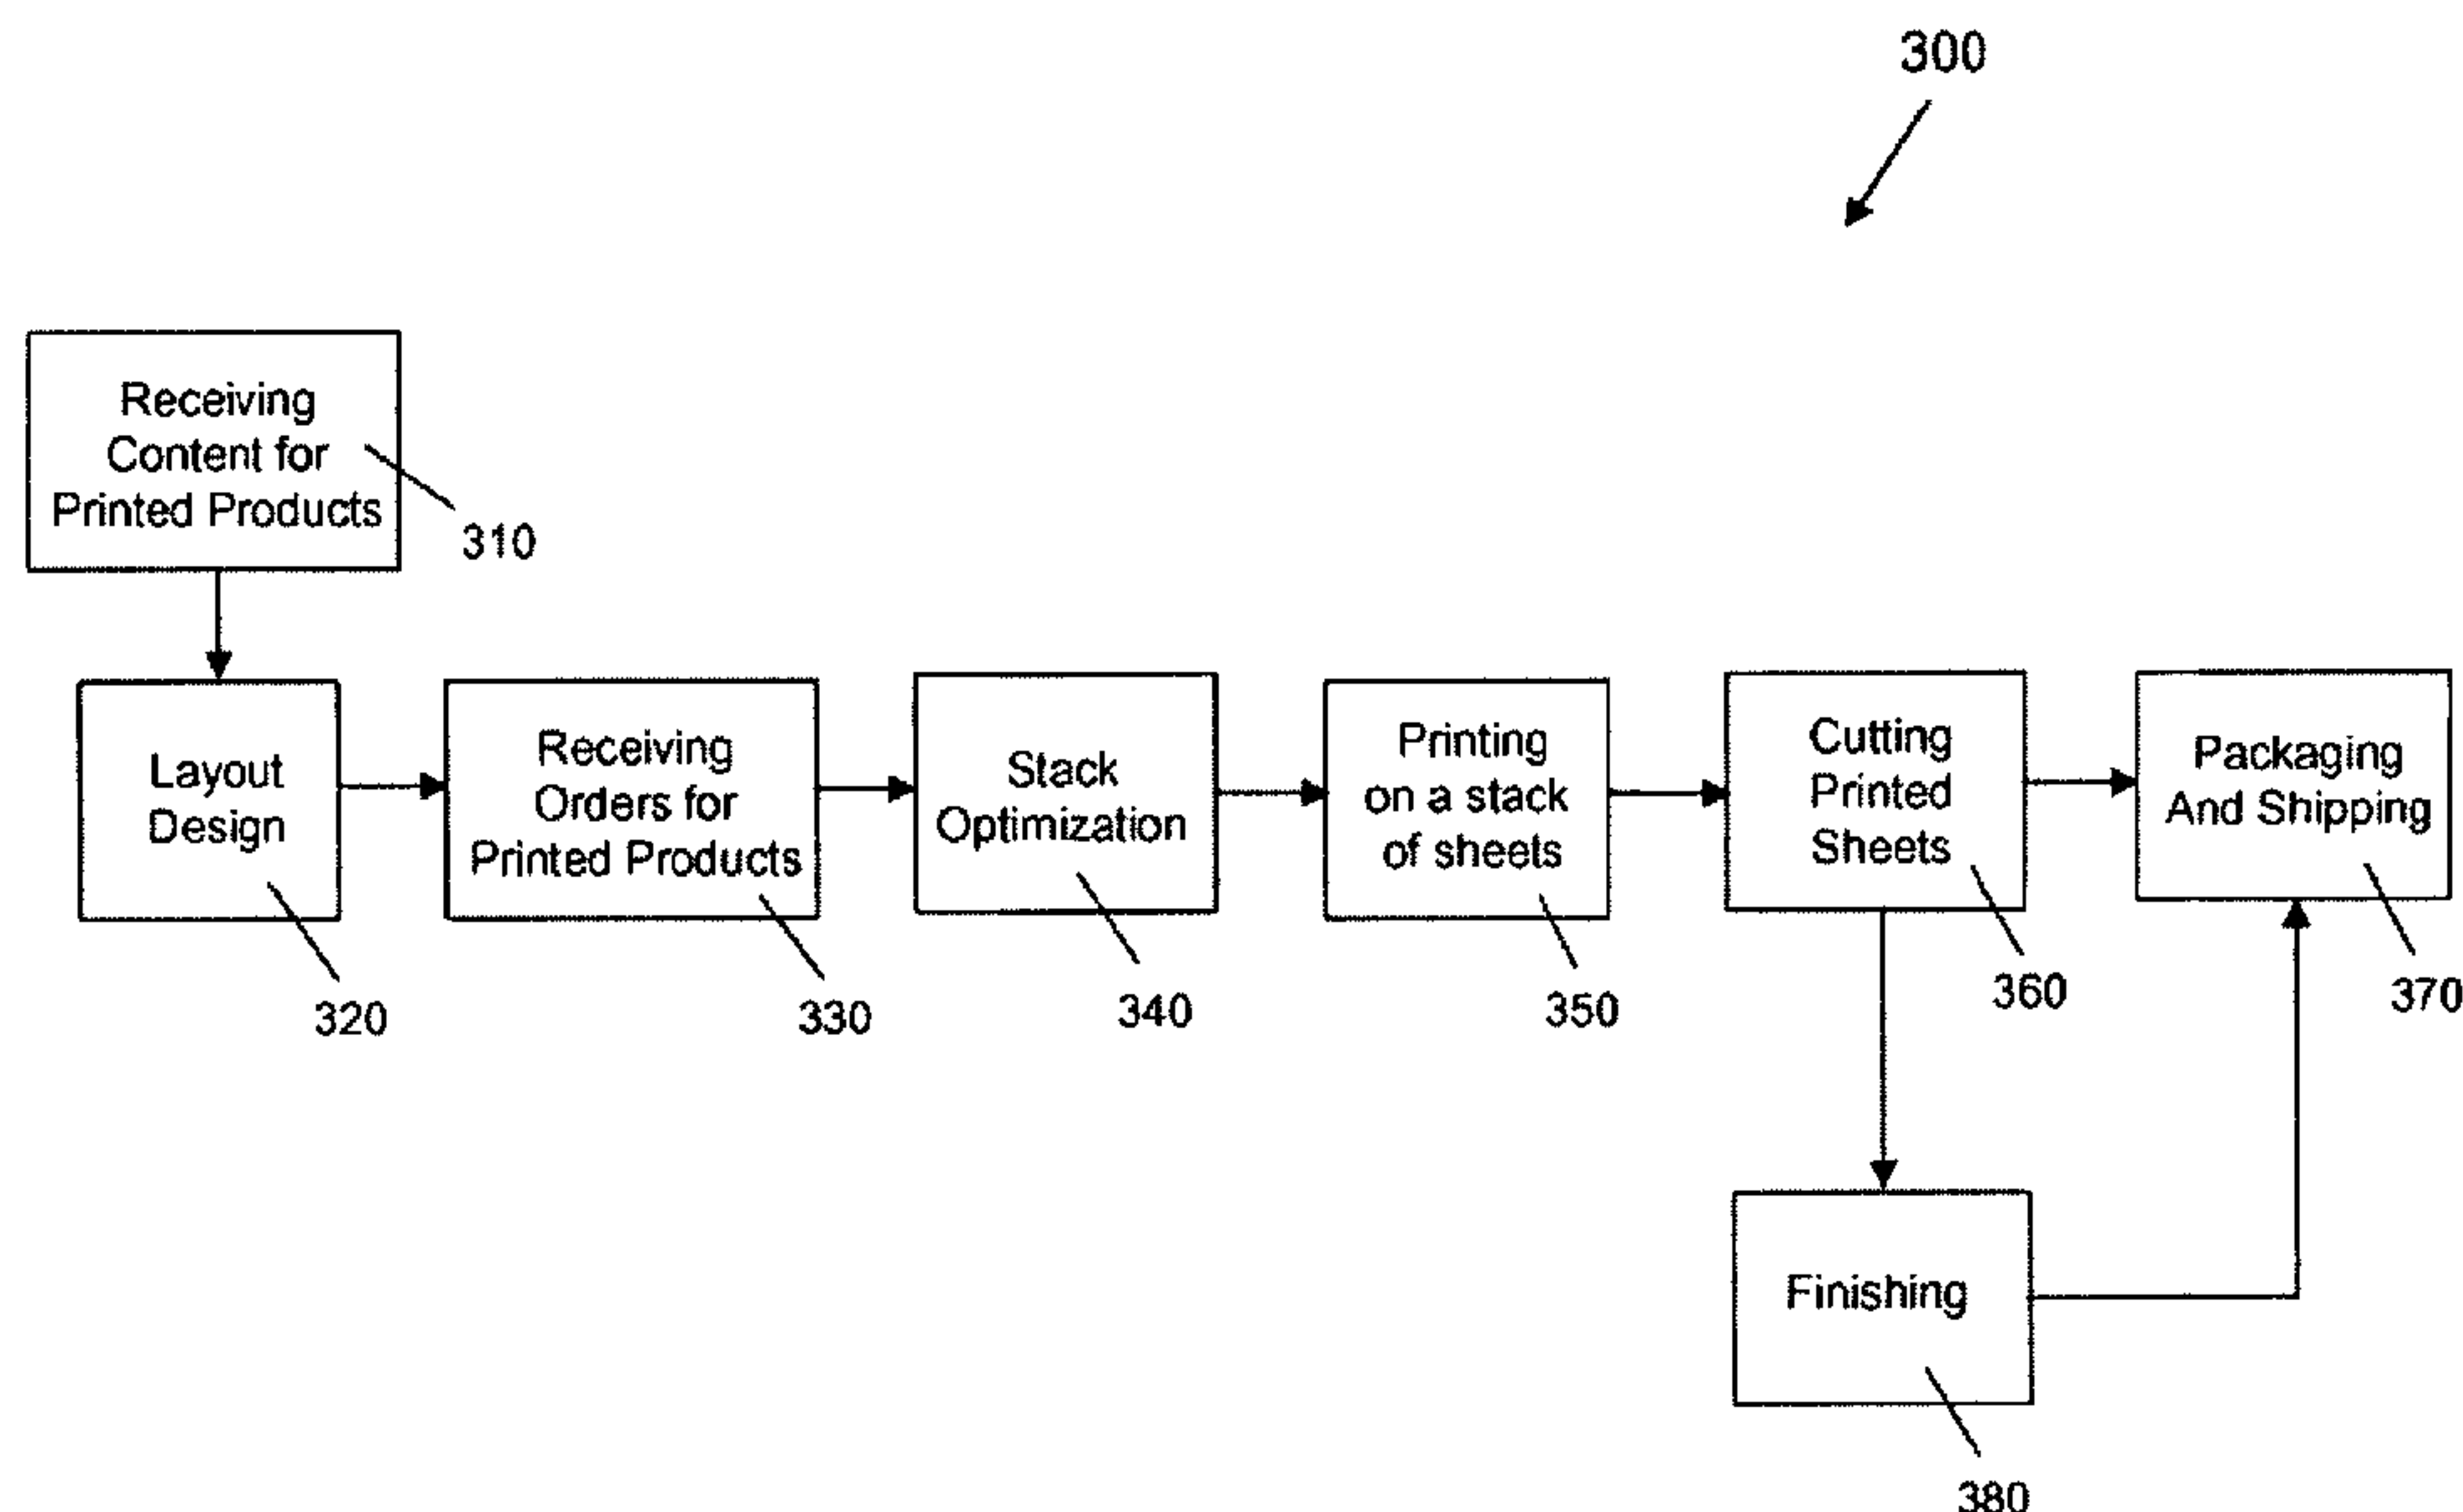 300
Receiving
Content for
Printed Products
310
Layout
Design
320
Receiving
Orders for
Printed Products
330
Stack
Optimization
340
Printing
on a stack
of sheets
350
Cutting
Printed
Sheets
360
Packaging
And Shipping
370
Finishing
380